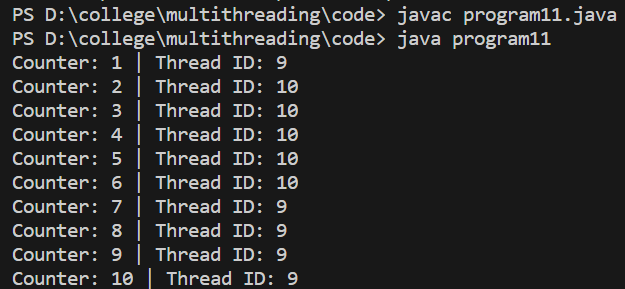 PS D:\college\multithreading\code> javac program11.java
PS D:\college\multithreading\code> java program11
Counter: 1 | Thread ID: 9
Counter: 2 | Thread ID: 10
Counter: 3 | Thread ID: 10
Counter: 4 | Thread ID: 10
Counter: 5 | Thread ID: 10
Counter: 6 | Thread ID: 10
Counter: 7 | Thread ID: 9
Counter: 8 | Thread ID: 9
Counter: 9 | Thread ID: 9
Counter: 10 | Thread ID: 9